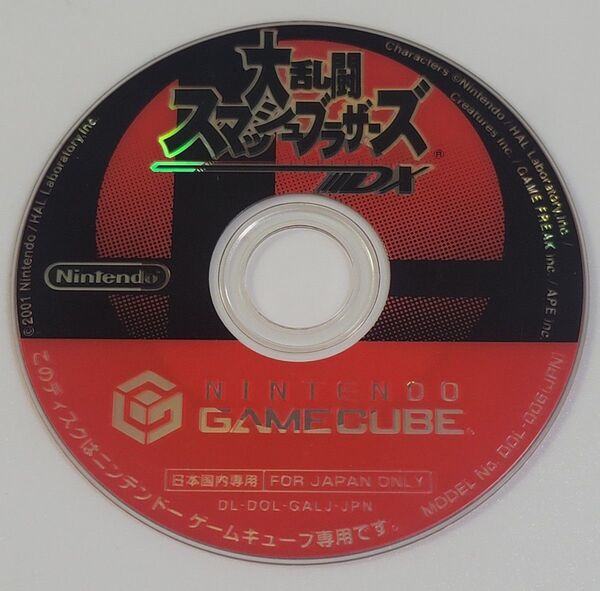 大乱闘
スマッシュブラザーズ®
DX
Characters ©Nintendo / HAL Laboratory,Inc. /
Creatures inc. / GAME FREAK inc. / APE inc.
©2001 Nintendo / HAL Laboratory,Inc.
Nintendo
NINTENDO
GAMECUBE
日本国内専用 FOR JAPAN ONLY
DL-DOL-GALJ-JPN
MODEL No. DOL-006(JPN)
このディスクはニンテンドー ゲームキューブ専用です。